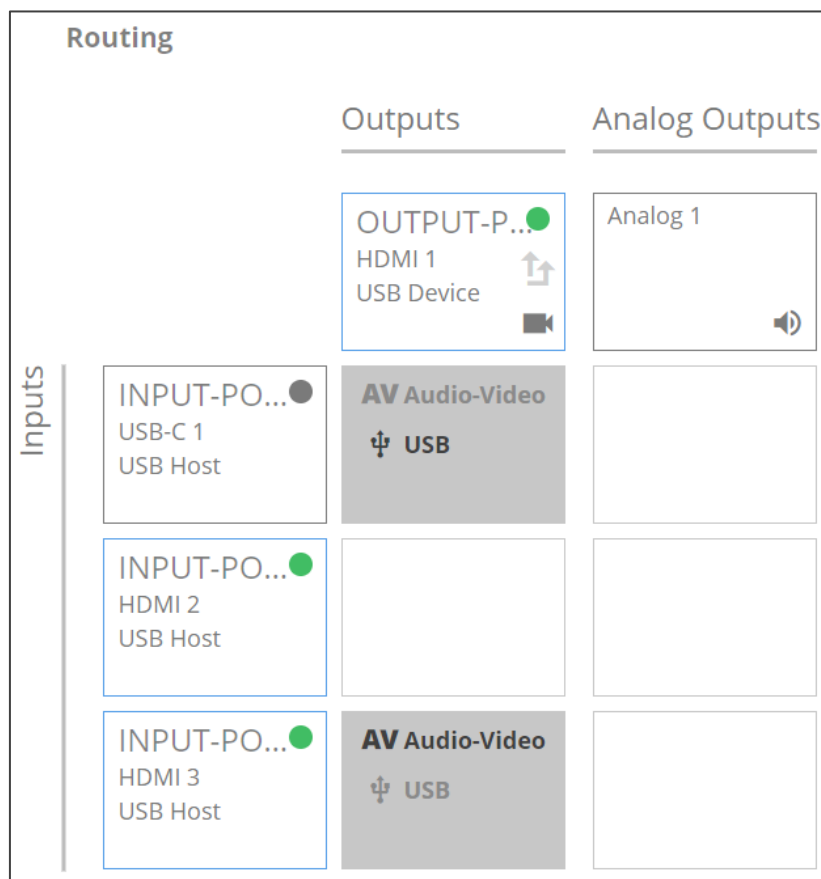 Routing
Outputs
Analog Outputs
OUTPUT-P...
HDMI 1
USB Device
Analog 1
Inputs
INPUT-PO...
USB-C 1
USB Host
AV Audio-Video
USB
INPUT-PO...
HDMI 2
USB Host
INPUT-PO...
HDMI 3
USB Host
AV Audio-Video
USB